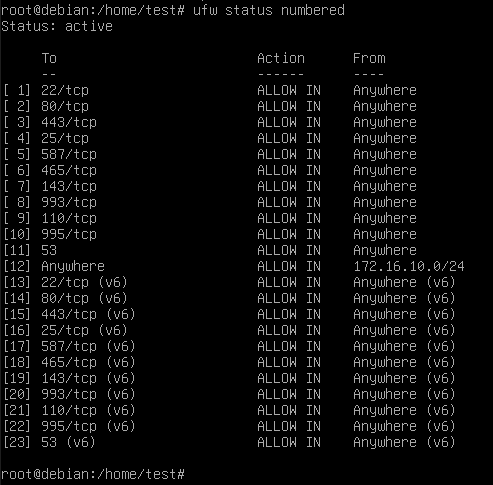 root@debian:/home/test# ufw status numbered
Status: active
To Action From
-- ------ ----
[ 1] 22/tcp ALLOW IN Anywhere
[ 2] 80/tcp ALLOW IN Anywhere
[ 3] 443/tcp ALLOW IN Anywhere
[ 4] 25/tcp ALLOW IN Anywhere
[ 5] 587/tcp ALLOW IN Anywhere
[ 6] 465/tcp ALLOW IN Anywhere
[ 7] 143/tcp ALLOW IN Anywhere
[ 8] 993/tcp ALLOW IN Anywhere
[ 9] 110/tcp ALLOW IN Anywhere
[10] 995/tcp ALLOW IN Anywhere
[11] 53 ALLOW IN Anywhere
[12] Anywhere ALLOW IN 172.16.10.0/24
[13] 22/tcp (v6) ALLOW IN Anywhere (v6)
[14] 80/tcp (v6) ALLOW IN Anywhere (v6)
[15] 443/tcp (v6) ALLOW IN Anywhere (v6)
[16] 25/tcp (v6) ALLOW IN Anywhere (v6)
[17] 587/tcp (v6) ALLOW IN Anywhere (v6)
[18] 465/tcp (v6) ALLOW IN Anywhere (v6)
[19] 143/tcp (v6) ALLOW IN Anywhere (v6)
[20] 993/tcp (v6) ALLOW IN Anywhere (v6)
[21] 110/tcp (v6) ALLOW IN Anywhere (v6)
[22] 995/tcp (v6) ALLOW IN Anywhere (v6)
[23] 53 (v6) ALLOW IN Anywhere (v6)
root@debian:/home/test#